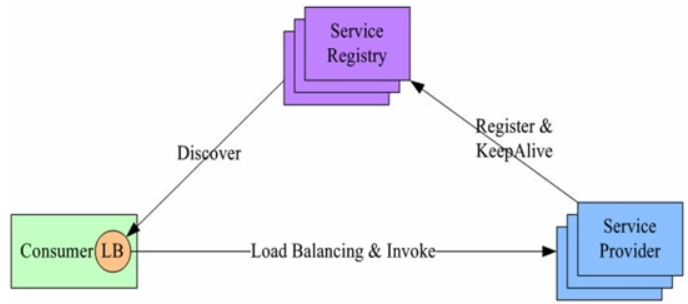 Service
Registry
Register &
KeepAlive
Discover
Service
Provider
Consumer
LB
Load Balancing & Invoke